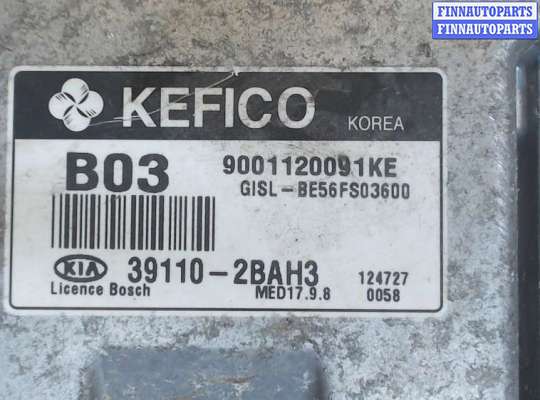 FINNAUTOPARTS
FINNAUTOPARTS
KEFICO KOREA
B03
9001120091KE
GISL-BE56FS03600
KIA 39110-2BAH3
124727
Licence Bosch
MED17.9.8
0058